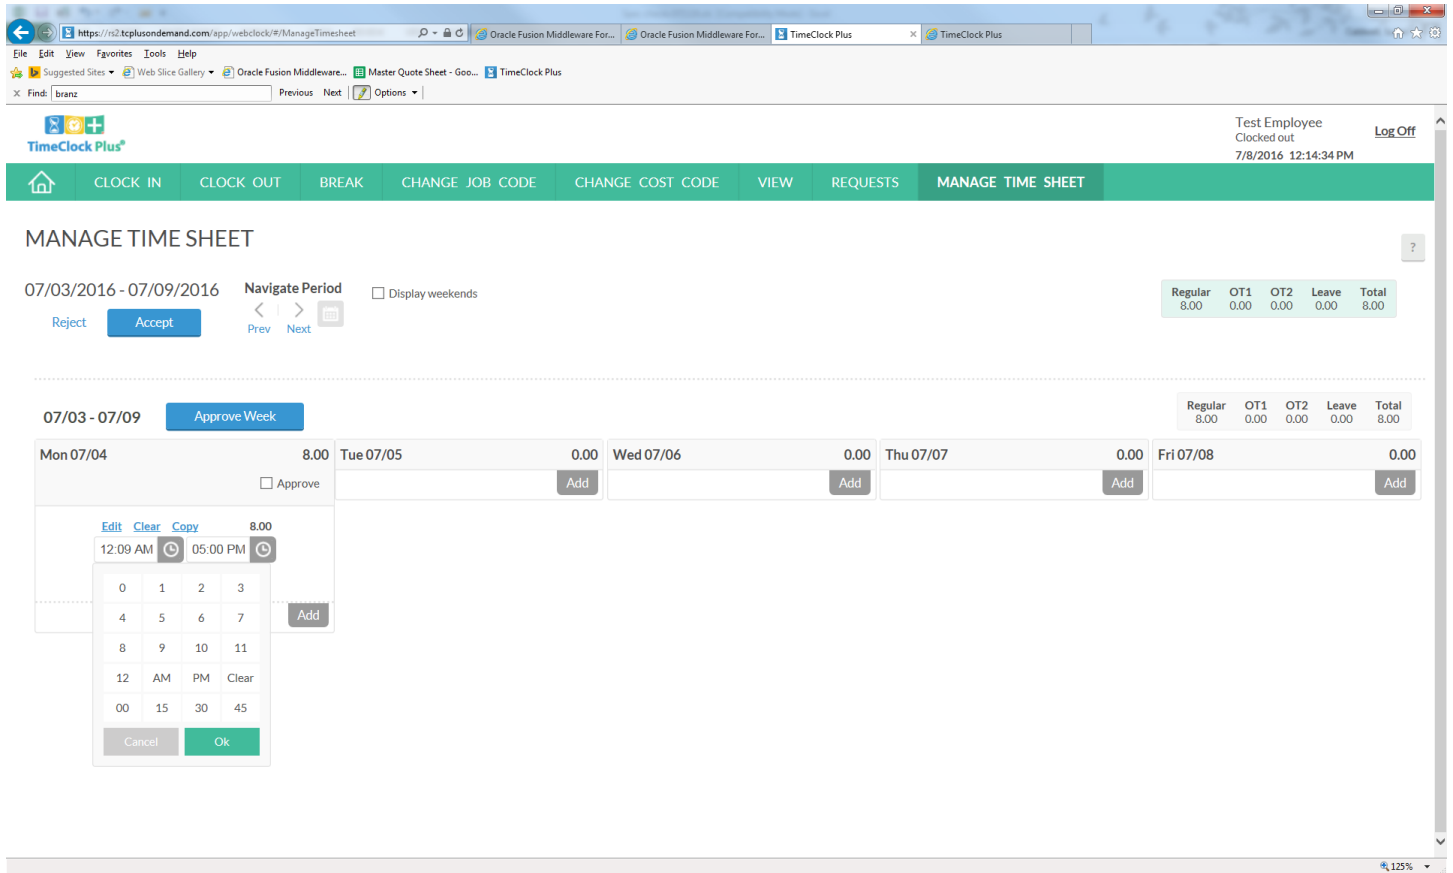 https://rs2.tcplusondemand.com/app/webclock/#/ManageTimesheet
Oracle Fusion Middleware For...
Oracle Fusion Middleware For...
TimeClock Plus
TimeClock Plus
File Edit View Favorites Tools Help
Suggested Sites Web Slice Gallery Oracle Fusion Middleware... Master Quote Sheet - Goo... TimeClock Plus
x Find: branz Previous Next Options
TimeClock Plus®
Test Employee
Clocked out
7/8/2016 12:14:34 PM
Log Off
CLOCK IN CLOCK OUT BREAK CHANGE JOB CODE CHANGE COST CODE VIEW REQUESTS MANAGE TIME SHEET
MANAGE TIME SHEET
?
07/03/2016 - 07/09/2016 Navigate Period
Display weekends
Reject Accept Prev Next
Regular OT1 OT2 Leave Total
8.00 0.00 0.00 0.00 8.00
07/03 - 07/09 Approve Week
Regular OT1 OT2 Leave Total
8.00 0.00 0.00 0.00 8.00
Mon 07/04 8.00 Tue 07/05 0.00 Wed 07/06 0.00 Thu 07/07 0.00 Fri 07/08 0.00
Approve Add Add Add Add
Edit Clear Copy 8.00
12:09 AM 05:00 PM
0 1 2 3
4 5 6 7
Add
8 9 10 11
12 AM PM Clear
00 15 30 45
Cancel Ok
125%